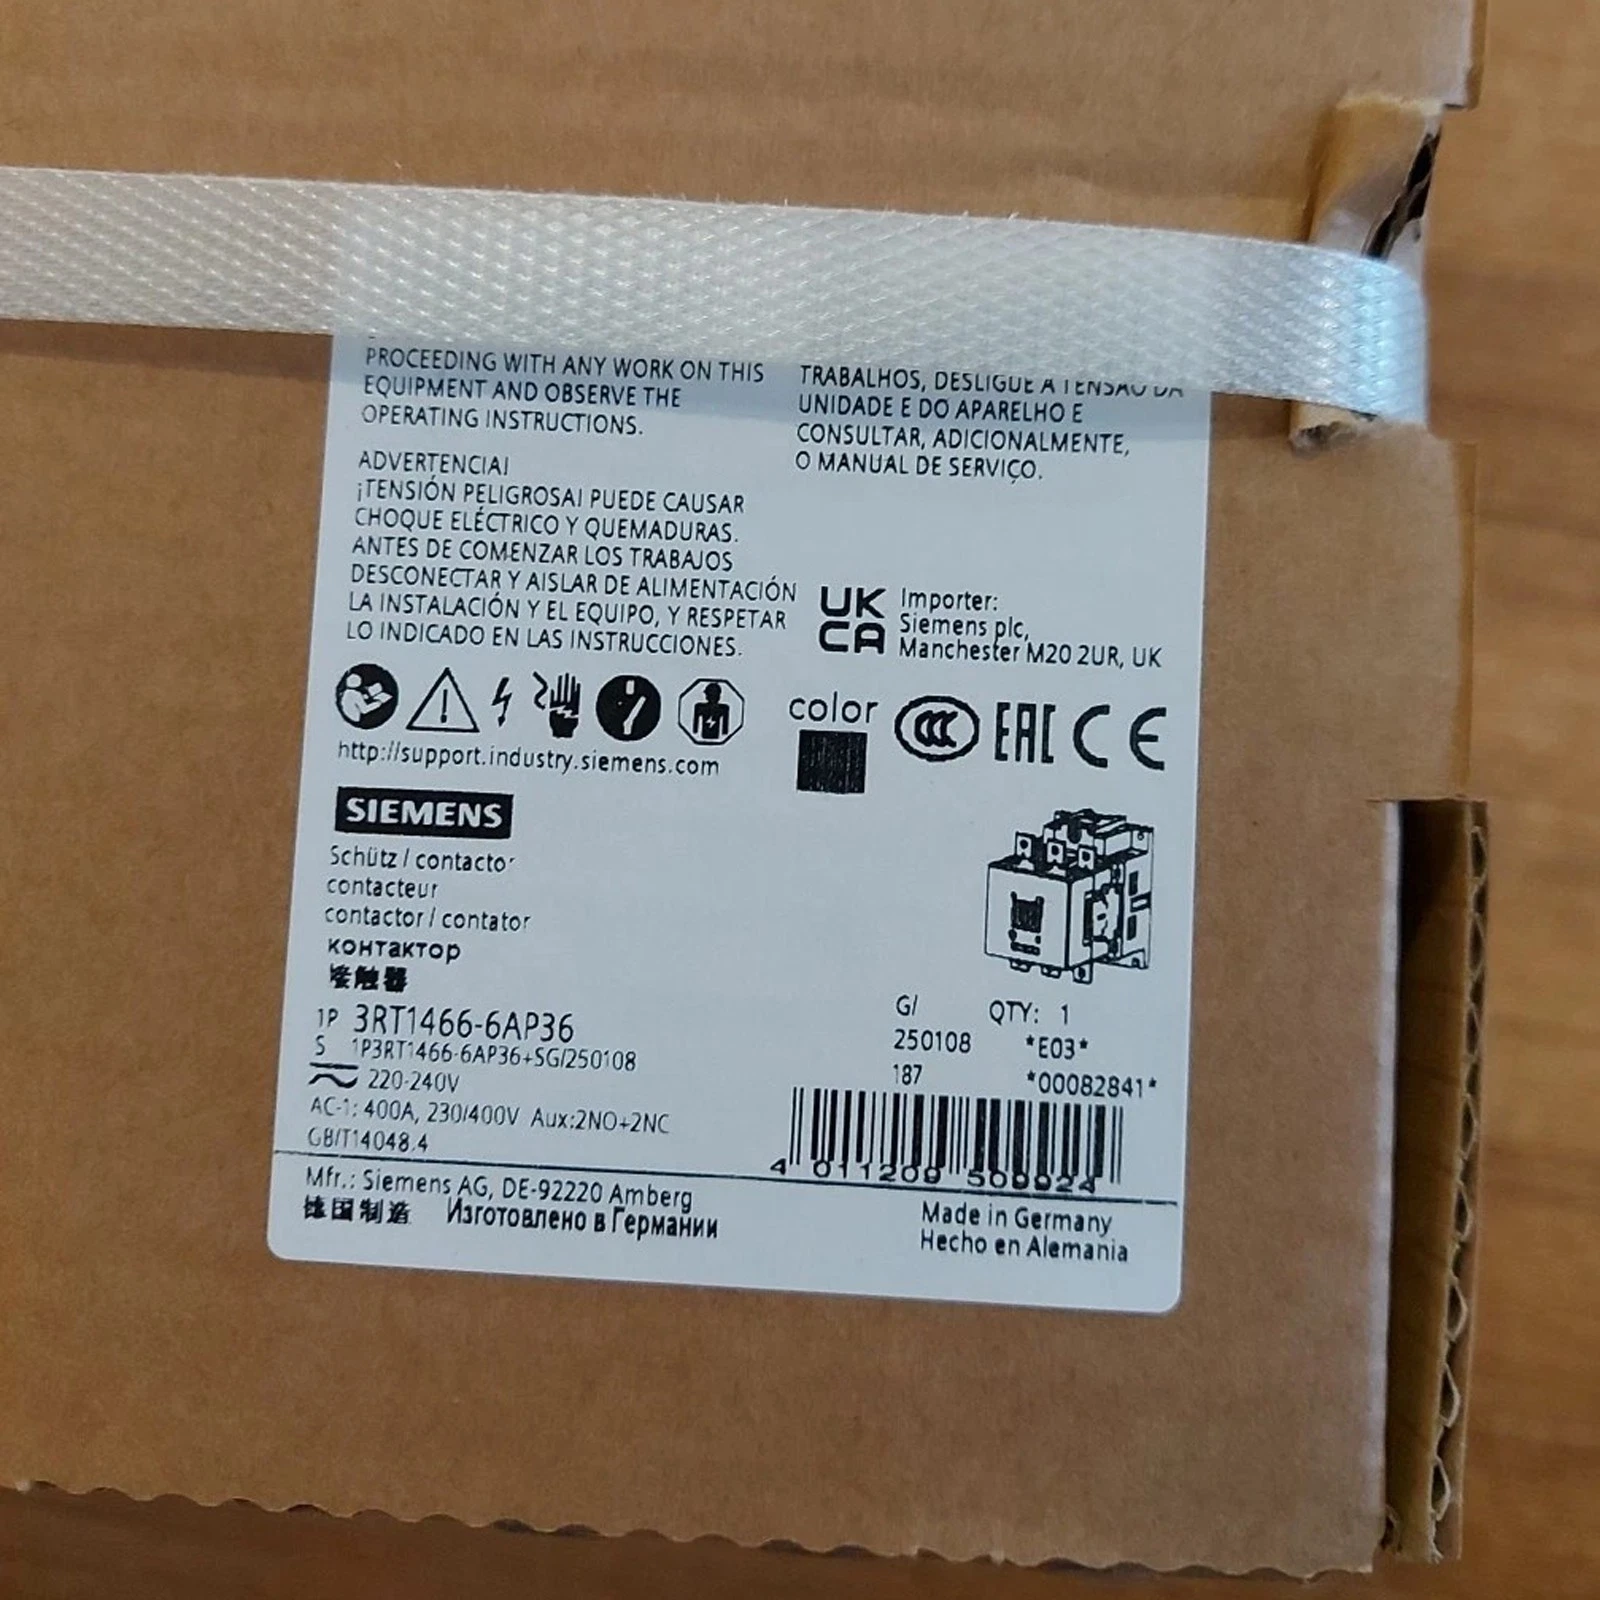 PROCEEDING WITH ANY WORK ON THIS
EQUIPMENT AND OBSERVE THE
OPERATING INSTRUCTIONS.
ADVERTENCIA!
¡TENSIÓN PELIGROSA! PUEDE CAUSAR
CHOQUE ELÉCTRICO Y QUEMADURAS.
ANTES DE COMENZAR LOS TRABAJOS
DESCONECTAR Y AISLAR DE ALIMENTACIÓN
LA INSTALACIÓN Y EL EQUIPO, Y RESPETAR
LO INDICADO EN LAS INSTRUCCIONES.
TRABALHOS, DESLIGUE A TENSÃO DA
UNIDADE E DO APARELHO E
CONSULTAR, ADICIONALMENTE,
O MANUAL DE SERVIÇO.
UK
CA
Importer:
Siemens plc,
Manchester M20 2UR, UK
color
CCC
EAC
CE
http://support.industry.siemens.com
SIEMENS
Schütz / contactor
contacteur
contactor / contator
контактор
接触器
1P 3RT1466-6AP36
S 1P3RT1466-6AP36+SG/250108
220-240V
AC-1: 400A, 230/400V Aux:2NO+2NC
GB/T14048.4
G/
250108
187
QTY: 1
*E03*
*00082841*
4 011209 509924
Mfr.: Siemens AG, DE-92220 Amberg
德国制造 Изготовлено в Германии
Made in Germany
Hecho en Alemania